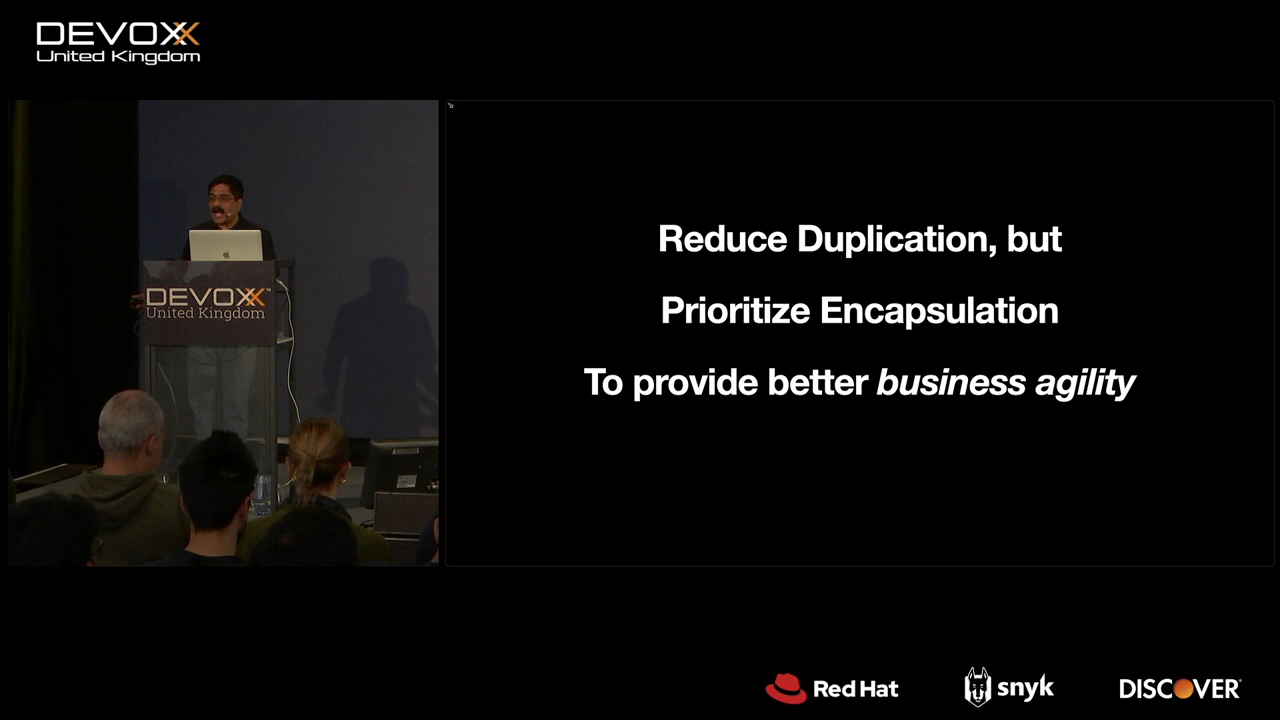 DEVOXX
United Kingdom
DEVOXX™
United Kingdom
Reduce Duplication, but
Prioritize Encapsulation
To provide better business agility
Red Hat
snyk
DISCOVER